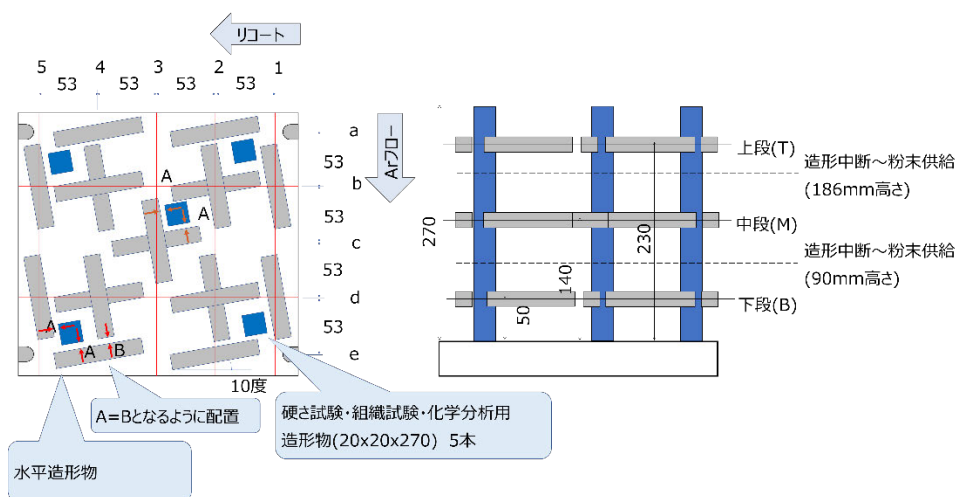 リコート
5 4 3 2 1
53 53 53 53
a
53
b
53
c
53
d
53
e
Arフロー
A
A
A
A
B
10度
A=Bとなるように配置
水平造形物
硬さ試験・組織試験・化学分析用
造形物(20x20x270) 5本
270
50
140
230
上段(T)
造形中断~粉末供給
(186mm高さ)
中段(M)
造形中断~粉末供給
(90mm高さ)
下段(B)